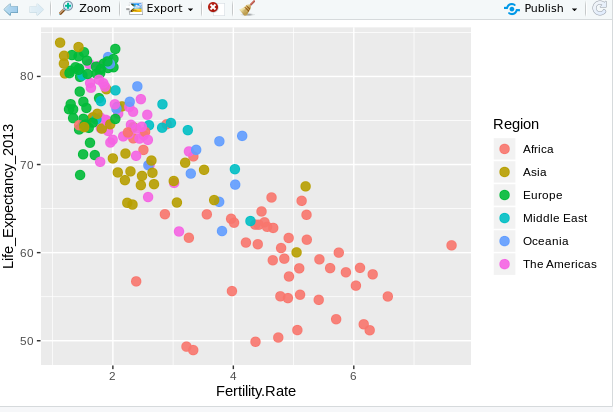 Zoom Export Publish
Life_Expectancy_2013
80
70
60
50
2 4 6
Fertility.Rate
Region
Africa
Asia
Europe
Middle East
Oceania
The Americas